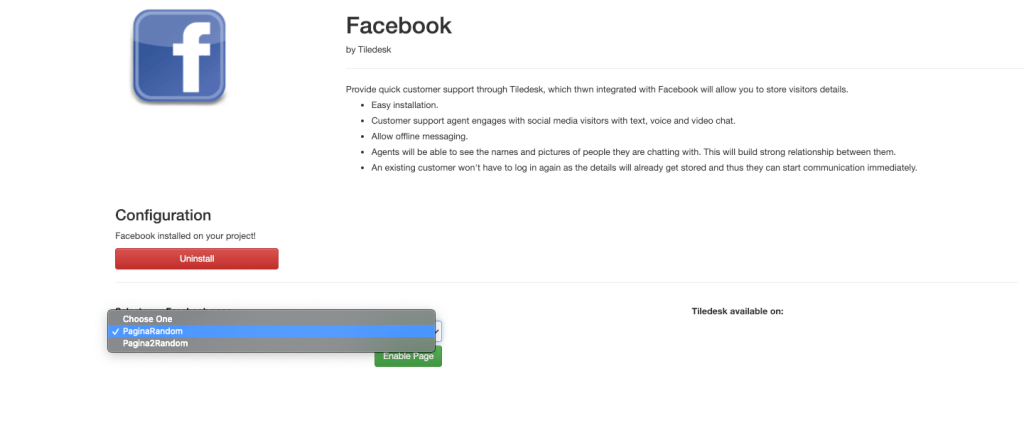 Facebook
by Tiledesk
Provide quick customer support through Tiledesk, which thwn integrated with Facebook will allow you to store visitors details.
Easy installation.
Customer support agent engages with social media visitors with text, voice and video chat.
Allow offline messaging.
Agents will be able to see the names and pictures of people they are chatting with. This will build strong relationship between them.
An existing customer won't have to log in again as the details will already get stored and thus they can start communication immediately.
Configuration
Facebook installed on your project!
Uninstall
Tiledesk available on:
Choose One
✓ PaginaRandom
Pagina2Random
Enable Page